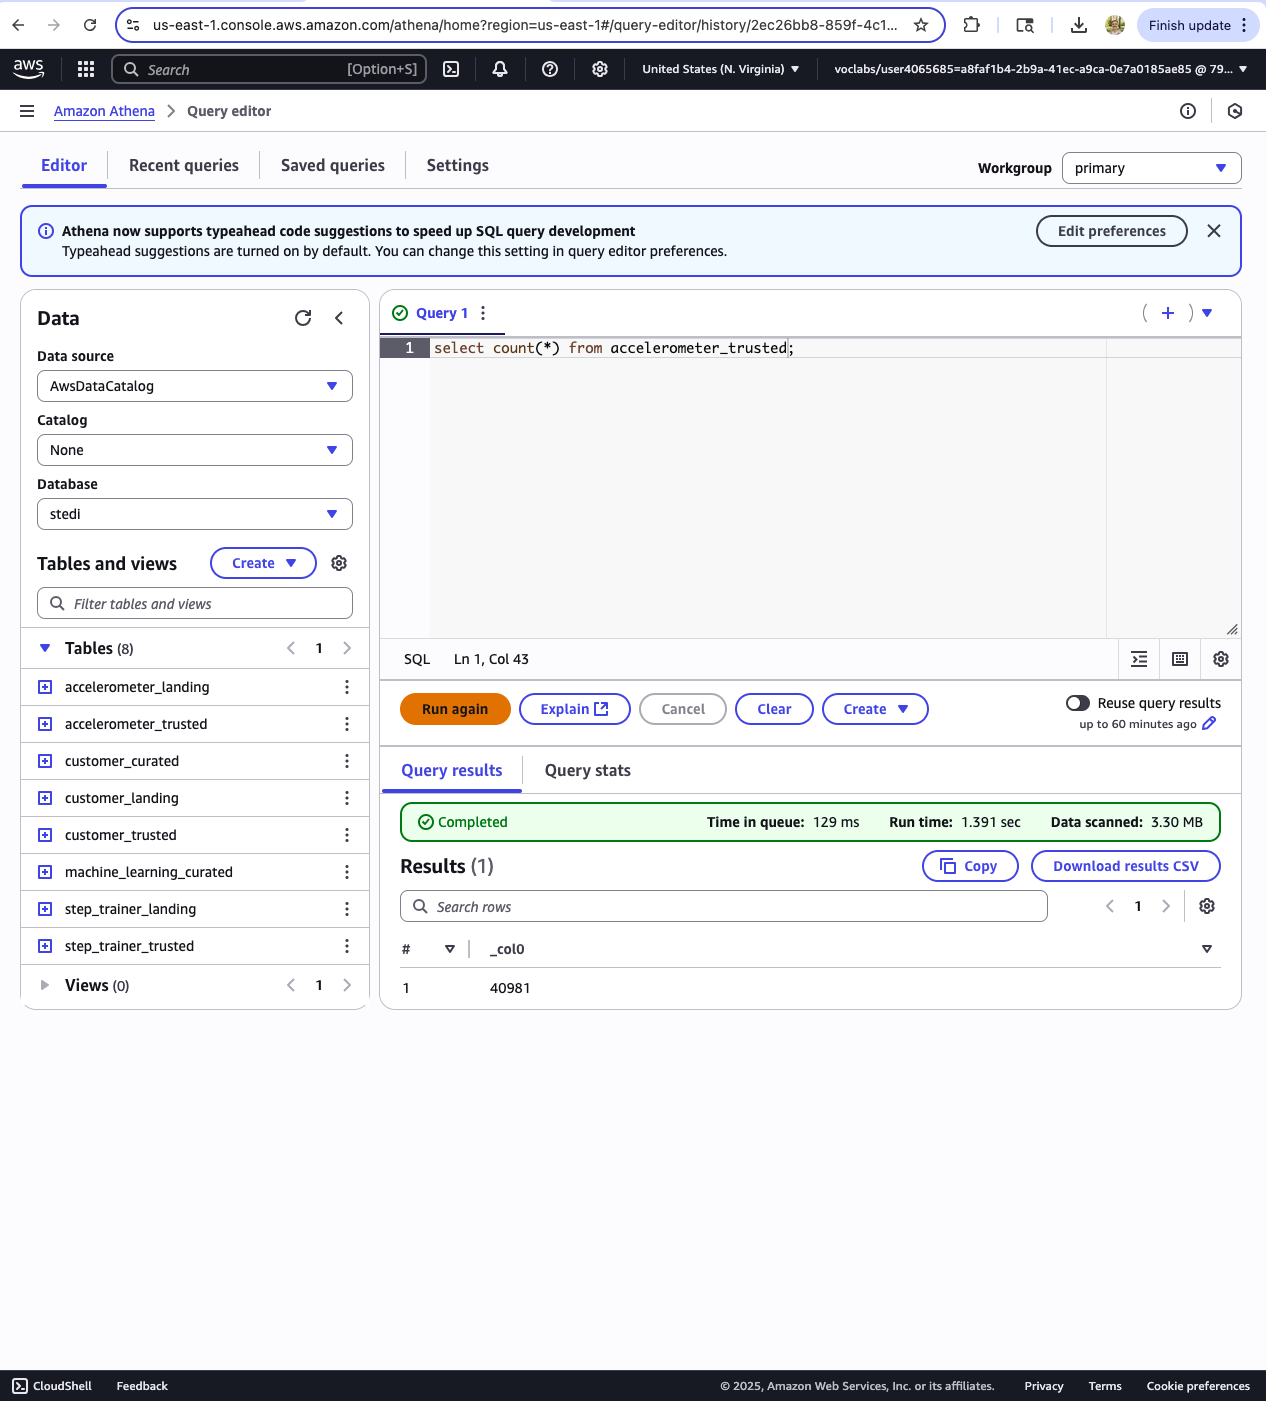 us-east-1.console.aws.amazon.com/athena/home?region=us-east-1#/query-editor/history/2ec26bb8-859f-4c1...
Finish update
aws
Search
[Option+S]
United States (N. Virginia)
voclabs/user4065685=a8faf1b4-2b9a-41ec-a9ca-0e7a0185ae85 @ 79...
Amazon Athena
Query editor
Editor
Recent queries
Saved queries
Settings
Workgroup
primary
Athena now supports typeahead code suggestions to speed up SQL query development
Typeahead suggestions are turned on by default. You can change this setting in query editor preferences.
Edit preferences
Data
Data source
AwsDataCatalog
Catalog
None
Database
stedi
Tables and views
Create
Filter tables and views
Tables (8)
1
accelerometer_landing
accelerometer_trusted
customer_curated
customer_landing
customer_trusted
machine_learning_curated
step_trainer_landing
step_trainer_trusted
Views (0)
1
Query 1
1
select count(*) from accelerometer_trusted;
SQL
Ln 1, Col 43
Run again
Explain
Cancel
Clear
Create
Reuse query results
up to 60 minutes ago
Query results
Query stats
Completed
Time in queue: 129 ms
Run time: 1.391 sec
Data scanned: 3.30 MB
Results (1)
Copy
Download results CSV
Search rows
1
#
_col0
1
40981
CloudShell
Feedback
© 2025, Amazon Web Services, Inc. or its affiliates.
Privacy
Terms
Cookie preferences